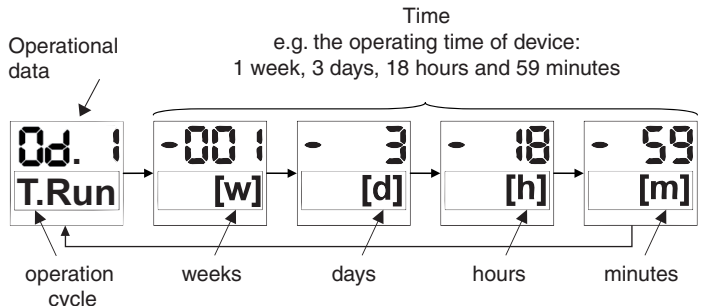 Time
e.g. the operating time of device:
1 week, 3 days, 18 hours and 59 minutes
Operational
data
0d. 1
T.Run
-001
[w]
- 3
[d]
- 18
[h]
- 59
[m]
operation
cycle
weeks
days
hours
minutes